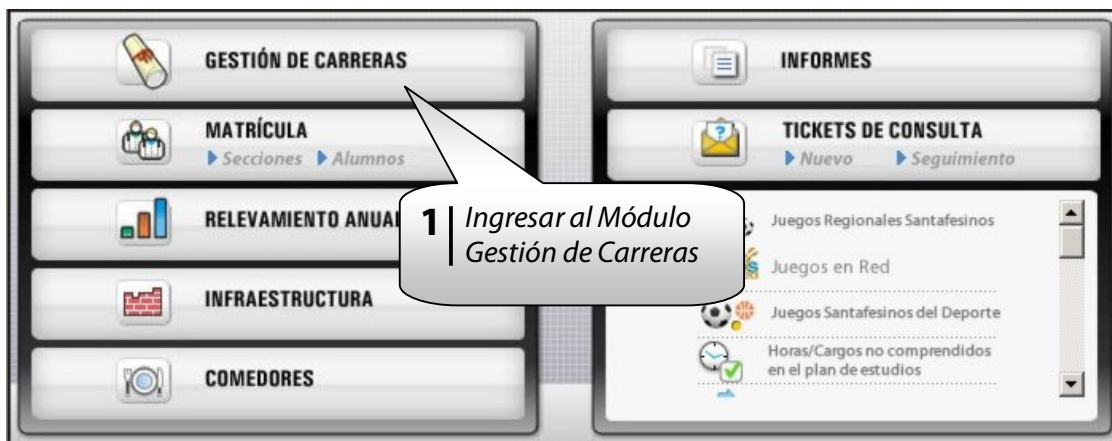 GESTIÓN DE CARRERAS
MATRÍCULA
Secciones Alumnos
RELEVAMIENTO ANUAL
INFRAESTRUCTURA
COMEDORES
1 Ingresar al Módulo
Gestión de Carreras
INFORMES
TICKETS DE CONSULTA
Nuevo Seguimiento
Juegos Regionales Santafesinos
Juegos en Red
Juegos Santafesinos del Deporte
Horas/Cargos no comprendidos
en el plan de estudios